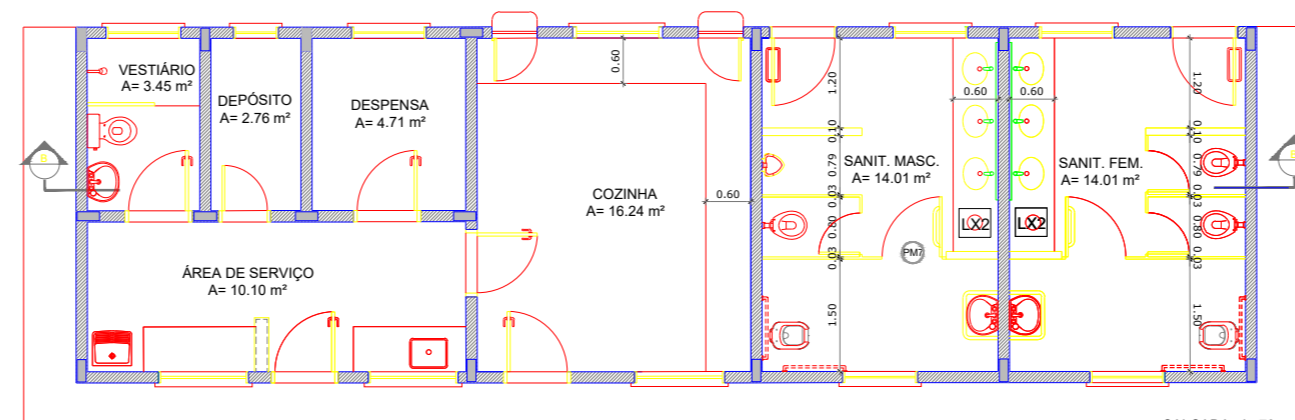 VESTIÁRIO
A= 3.45 m²
DEPÓSITO
A= 2.76 m²
DESPENSA
A= 4.71 m²
0.60
COZINHA
A= 16.24 m²
0.60
ÁREA DE SERVIÇO
A= 10.10 m²
1.20
0.10
0.79
0.03
0.80
0.03
1.50
SANIT. MASC.
A= 14.01 m²
0.60
LX2
PM7
0.60
LX2
SANIT. FEM.
A= 14.01 m²
1.20
0.10
0.79
0.03
0.80
0.03
1.50